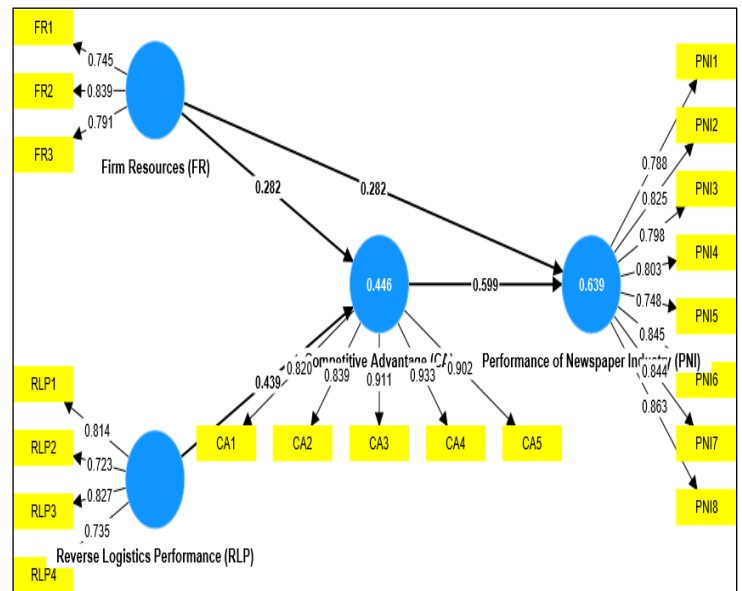 FR1
0.745
FR2
0.839
FR3
0.791
Firm Resources (FR)
0.282
0.282
0.446
0.599
0.639
Competitive Advantage (CA)
Performance of Newspaper Industry (PNI)
PNI1
PNI2
PNI3
PNI4
PNI5
PNI6
PNI7
PNI8
0.788
0.825
0.798
0.803
0.748
0.845
0.844
0.863
0.439
0.820
0.839
0.911
0.933
0.902
CA1
CA2
CA3
CA4
CA5
RLP1
0.814
RLP2
0.723
RLP3
0.827
0.735
Reverse Logistics Performance (RLP)
RLP4